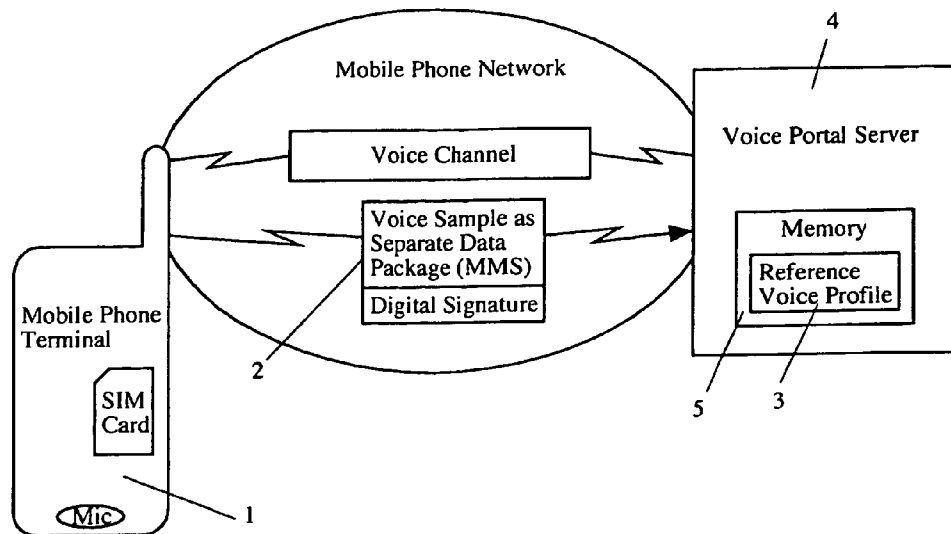 4
Mobile Phone Network
Voice Portal Server
Voice Channel
Voice Sample as
Separate Data
Package (MMS)
Digital Signature
Memory
Reference
Voice Profile
Mobile Phone
Terminal
2
5
3
SIM
Card
1
Mic